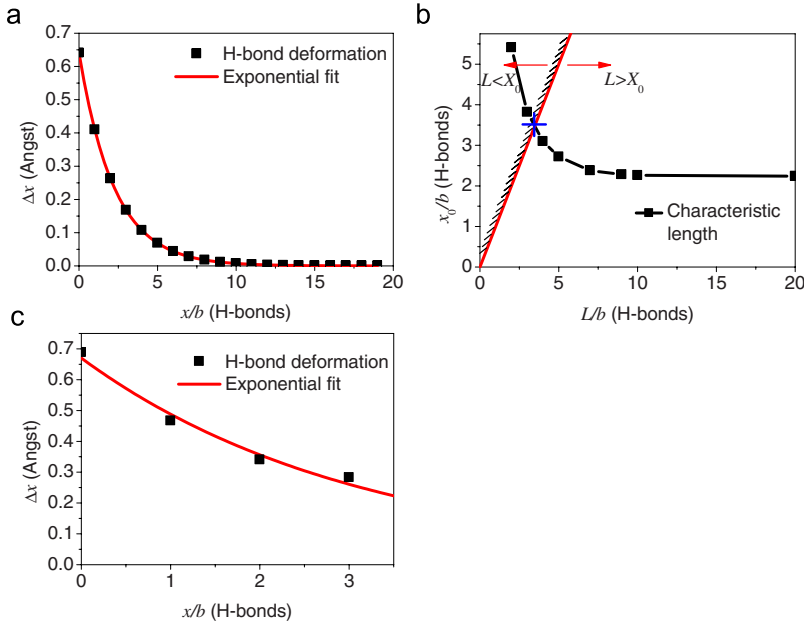 a
0.7
0.6
0.5
0.4
0.3
0.2
0.1
0.0
Δx (Angst)
H-bond deformation
Exponential fit
0 5 10 15 20
x/b (H-bonds)
b
5
4
3
2
1
0
x₀/b (H-bonds)
L<X₀
L>X₀
Characteristic
length
0 5 10 15 20
L/b (H-bonds)
c
0.7
0.6
0.5
0.4
0.3
0.2
0.1
0.0
Δx (Angst)
H-bond deformation
Exponential fit
0 1 2 3
x/b (H-bonds)